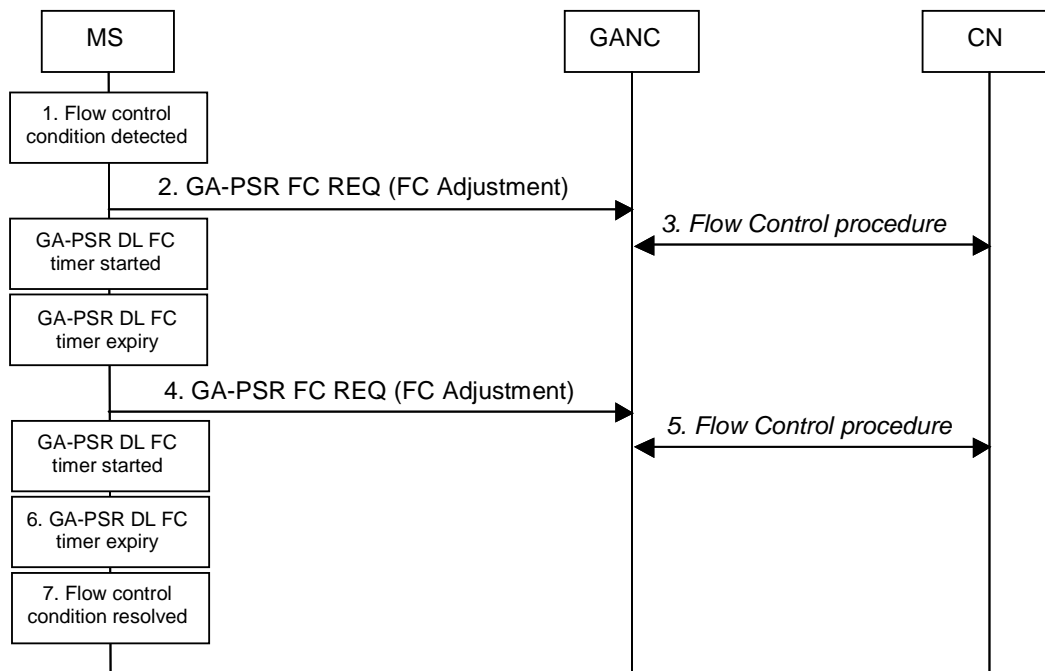 MS
GANC
CN
1. Flow control
condition detected
2. GA-PSR FC REQ (FC Adjustment)
3. Flow Control procedure
GA-PSR DL FC
timer started
GA-PSR DL FC
timer expiry
4. GA-PSR FC REQ (FC Adjustment)
5. Flow Control procedure
GA-PSR DL FC
timer started
6. GA-PSR DL FC
timer expiry
7. Flow control
condition resolved